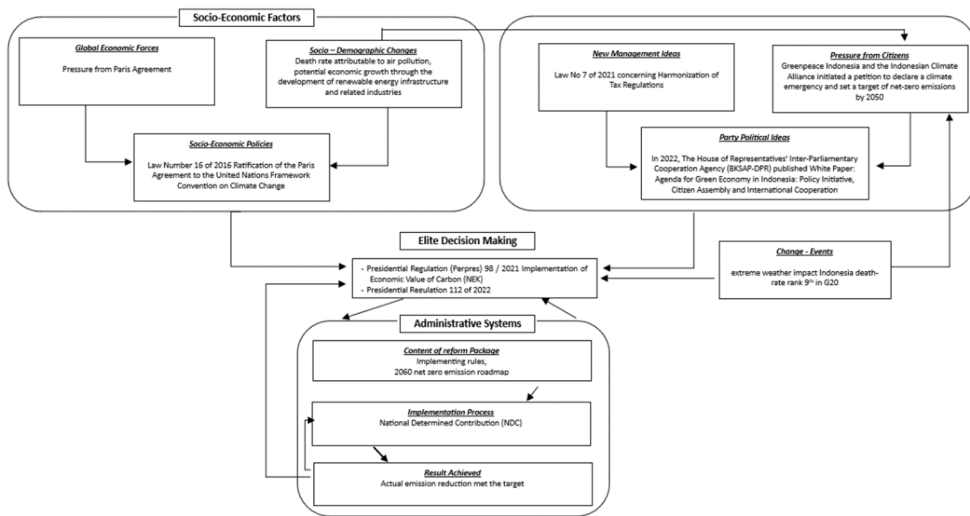 Socio-Economic Factors
Global Economic Forces
Pressure from Paris Agreement
Socio – Demographic Changes
Death rate attributable to air pollution,
potential economic growth through the
development of renewable energy infrastructure
and related industries
Socio-Economic Policies
Law Number 16 of 2016 Ratification of the Paris
Agreement to the United Nations Framework
Convention on Climate Change
New Management Ideas
Law No 7 of 2021 concerning Harmonization of
Tax Regulations
Pressure from Citizens
Greenpeace Indonesia and the Indonesian Climate
Alliance initiated a petition to declare a climate
emergency and set a target of net-zero emissions
by 2050
Party Political Ideas
In 2022, The House of Representatives' Inter-Parliamentary
Cooperation Agency (BKSAP-DPR) published White Paper:
Agenda for Green Economy in Indonesia: Policy Initiative,
Citizen Assembly and International Cooperation
Elite Decision Making
- Presidential Regulation (Perpres) 98 / 2021 Implementation of
Economic Value of Carbon (NEK)
- Presidential Regulation 112 of 2022
Change - Events
extreme weather impact Indonesia death-
rate rank 9th in G20
Administrative Systems
Content of reform Package
Implementing rules,
2060 net zero emission roadmap
Implementation Process
National Determined Contribution (NDC)
Result Achieved
Actual emission reduction met the target